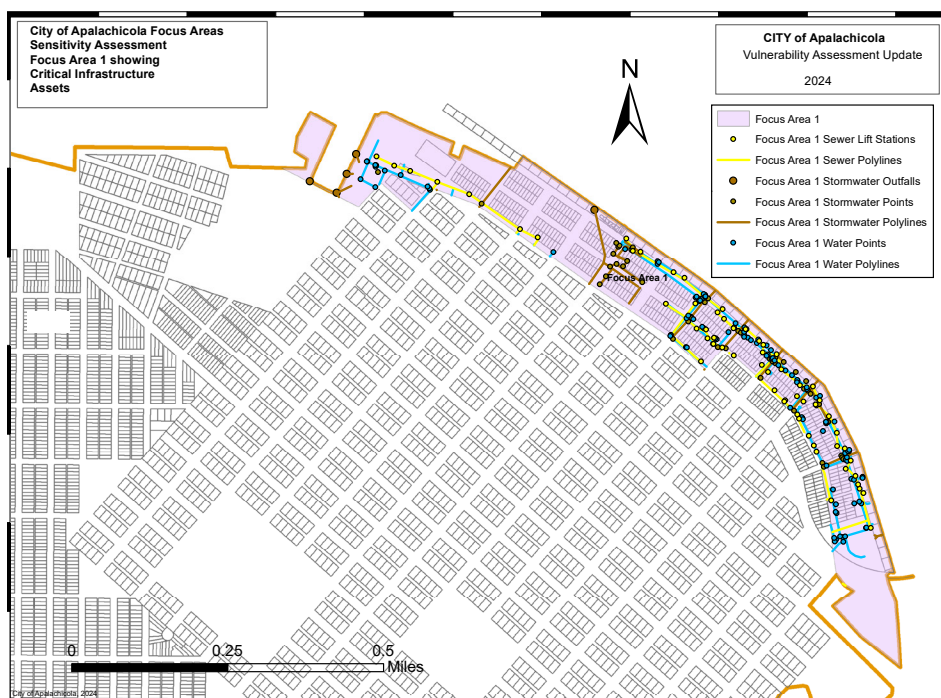 City of Apalachicola Focus Areas
Sensitivity Assessment
Focus Area 1 showing
Critical Infrastructure
Assets
CITY of Apalachicola
Vulnerability Assessment Update
2024
N
Focus Area 1
Focus Area 1 Sewer Lift Stations
Focus Area 1 Sewer Polylines
Focus Area 1 Stormwater Outfalls
Focus Area 1 Stormwater Points
Focus Area 1 Stormwater Polylines
Focus Area 1 Water Points
Focus Area 1 Water Polylines
Focus Area 1
0 0.25 0.5
Miles
City of Apalachicola, 2024